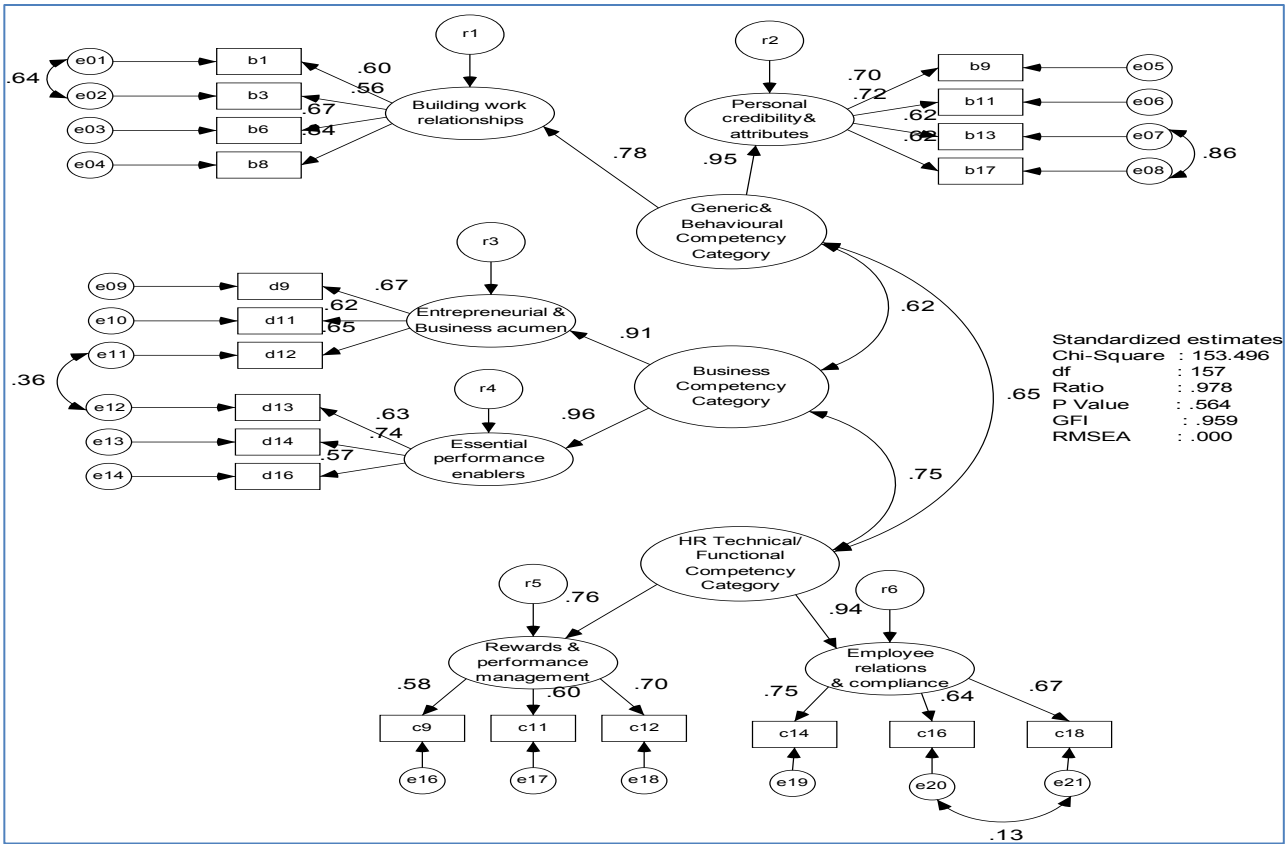 r1
r2
e01
b1
.60
.64
e02
b3
.56
Building work
relationships
.67
e03
b6
.64
e04
b8
.70
b9
e05
Personal
credibility&
attributes
.72
b11
e06
.62
b13
e07
.62
b17
e08
.86
.78
.95
Generic&
Behavioural
Competency
Category
r3
e09
d9
.67
.62
e10
d11
Entrepreneurial &
Business acumen
.65
e11
d12
.91
.62
.36
r4
Business
Competency
Category
e12
d13
.63
.96
.74
e13
d14
Essential
performance
enablers
.57
e14
d16
.65
Standardized estimates
Chi-Square : 153.496
df : 157
Ratio : .978
P Value : .564
GFI : .959
RMSEA : .000
.75
HR Technical/
Functional
Competency
Category
r5
.76
.94
r6
Rewards &
performance
management
Employee
relations
& compliance
.58
.60
.70
.75
.64
.67
c9
c11
c12
c14
c16
c18
e16
e17
e18
e19
e20
e21
.13